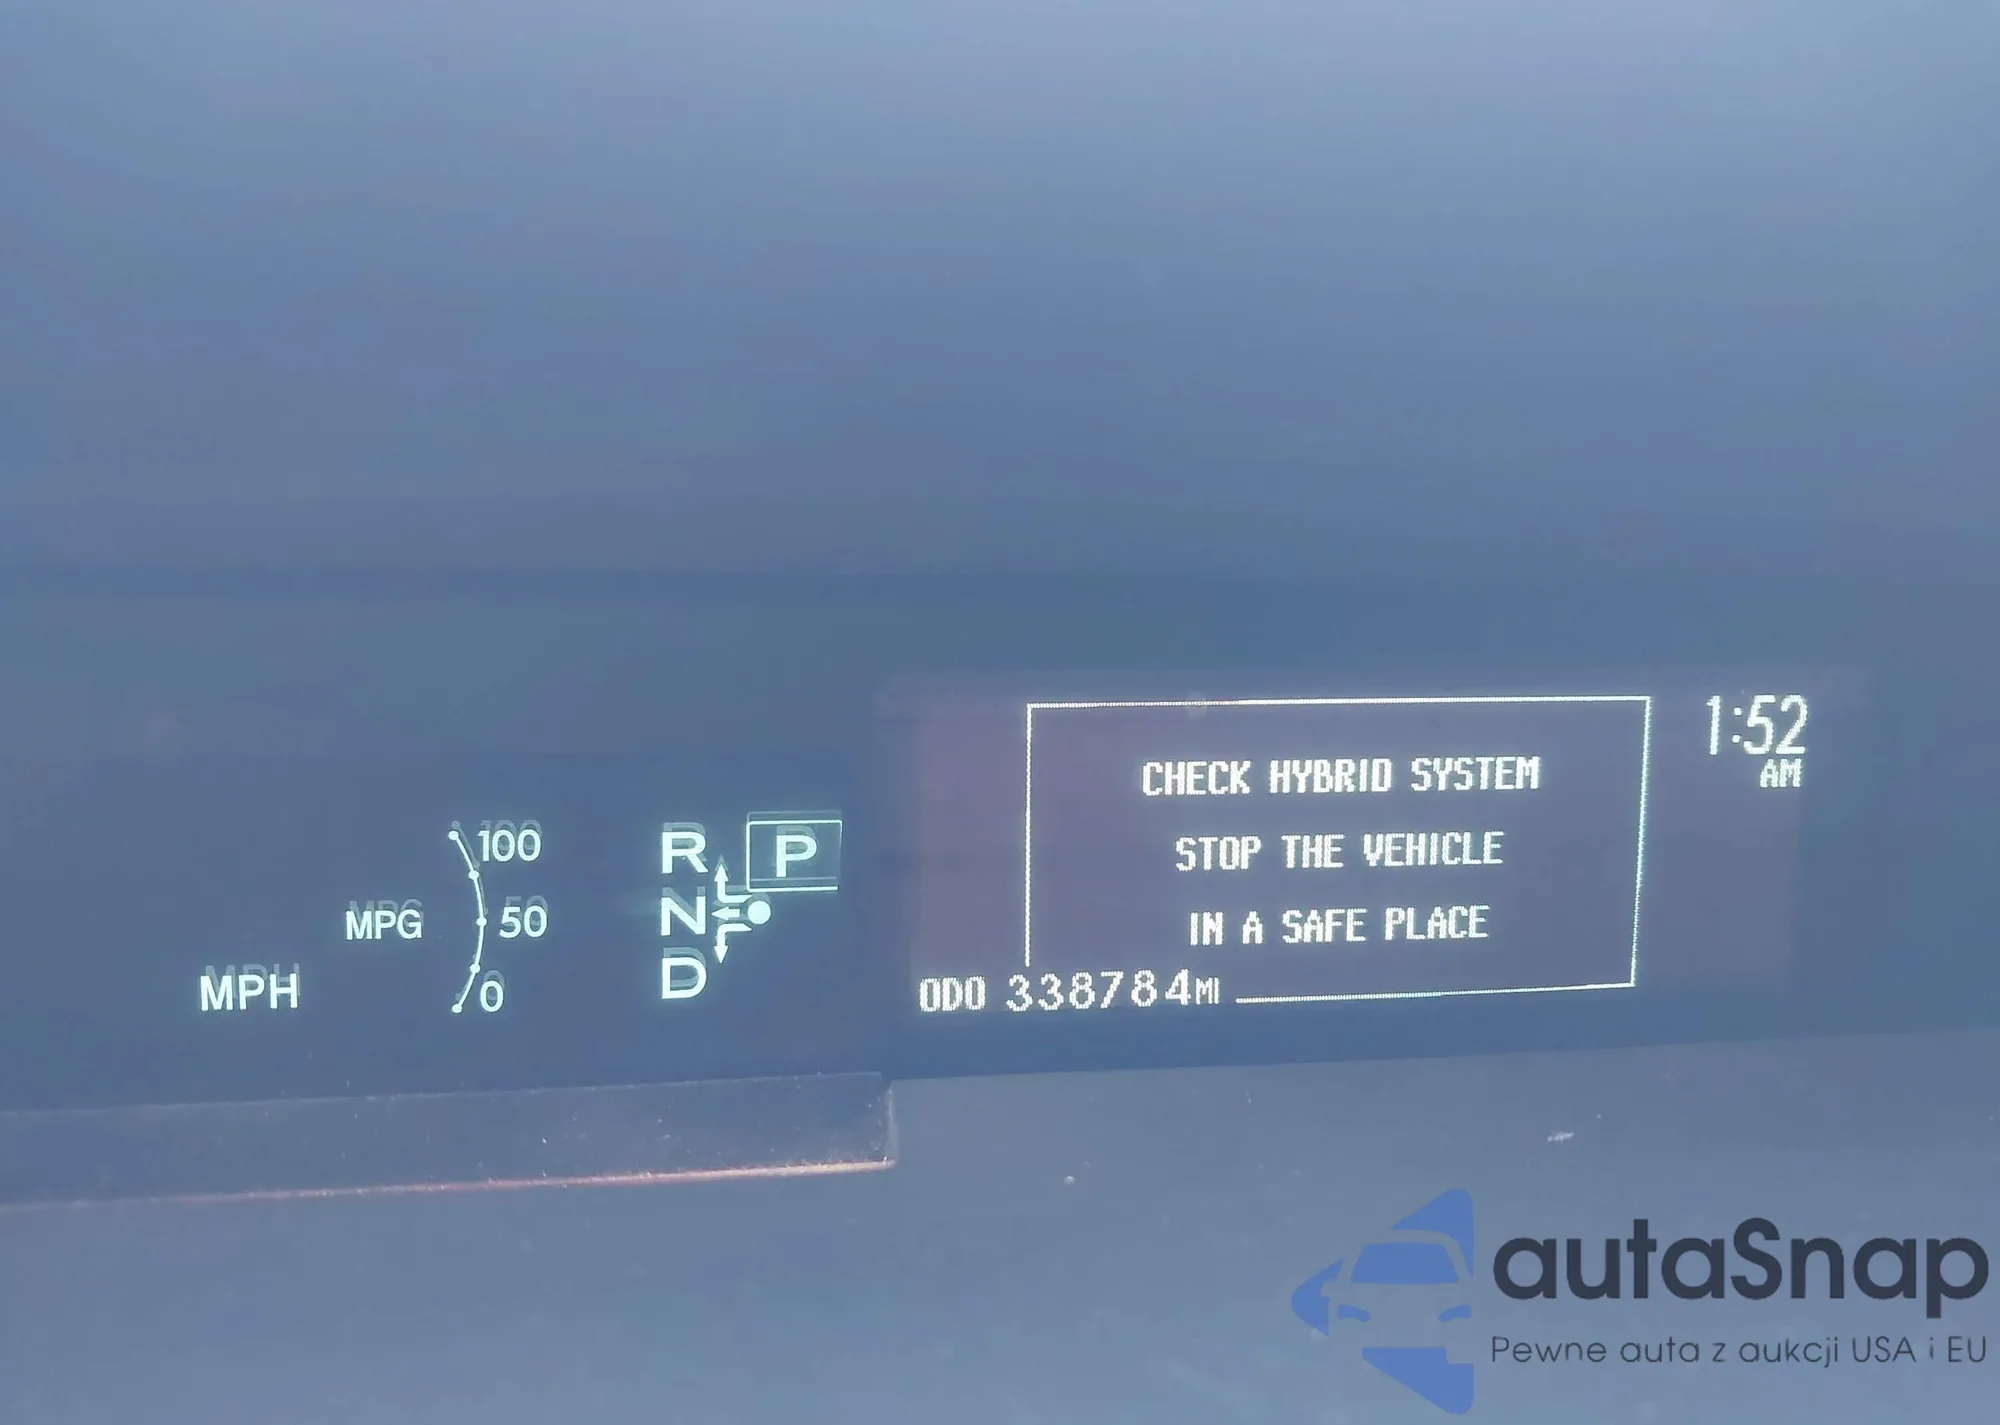 1:52
AM
CHECK HYBRID SYSTEM
STOP THE VEHICLE
IN A SAFE PLACE
ODO 338784MI
100
MPG 50
0
MPH
R P
N
D
autaSnap
Pewne auta z aukcji USA i EU